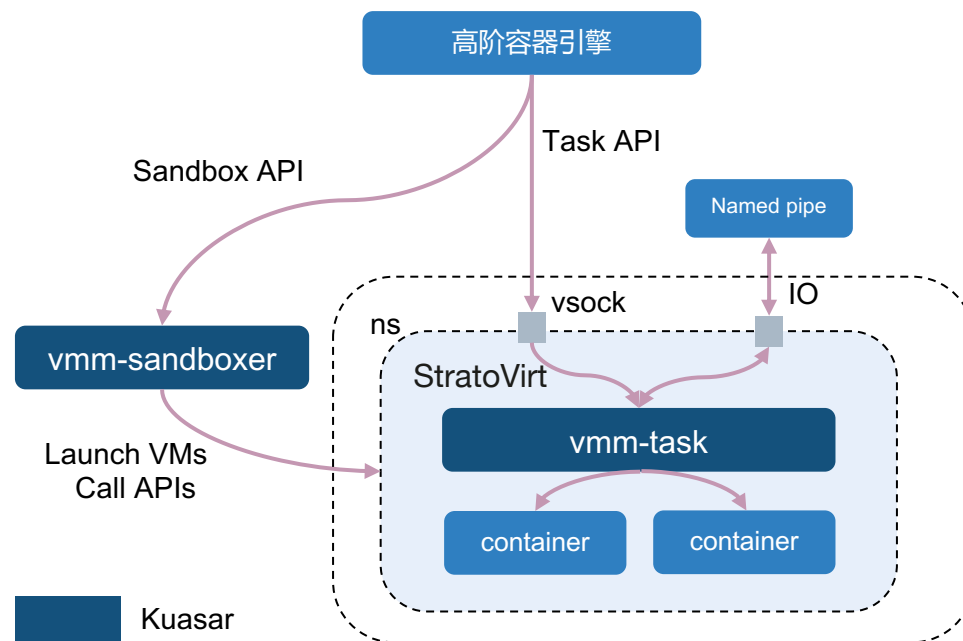 高阶容器引擎
Sandbox API
Task API
Named pipe
IO
vsock
ns
vmm-sandboxer
StratoVirt
vmm-task
Launch VMs
Call APIs
container
container
Kuasar